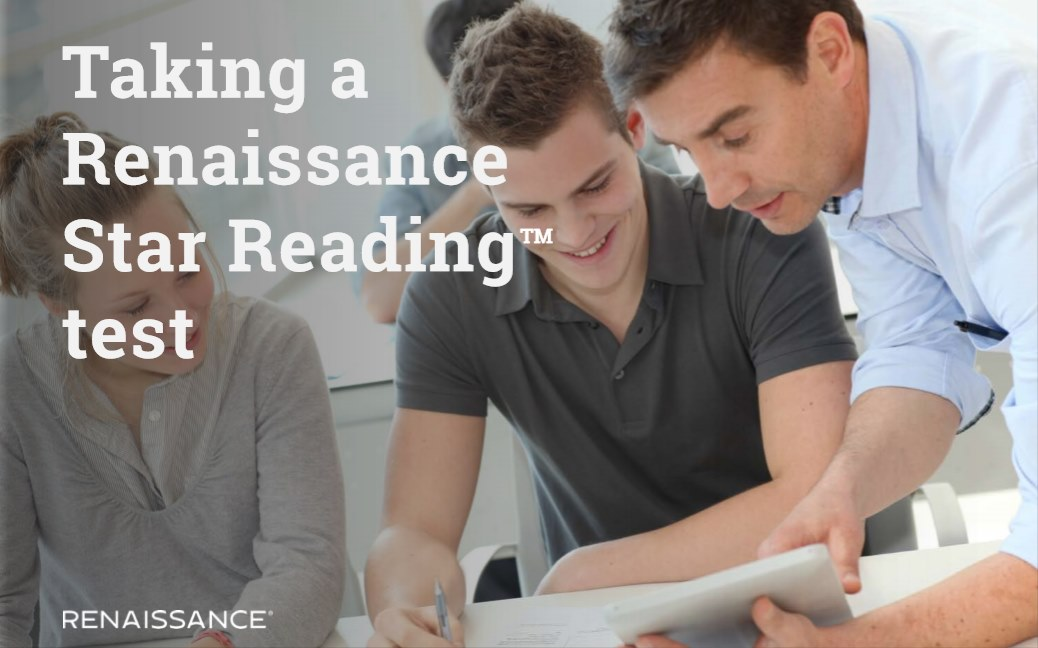 Taking a
Renaissance
Star Reading™
test
RENAISSANCE®